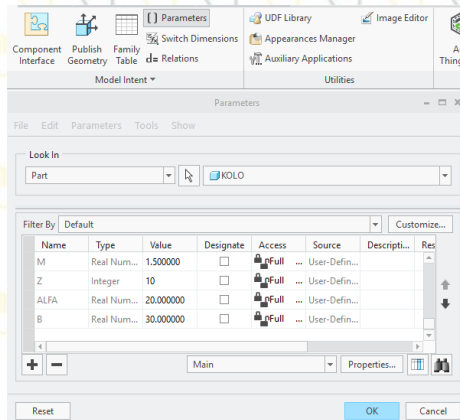 Component Interface
Publish Geometry
Family Table
[ ] Parameters
Switch Dimensions
d= Relations
Model Intent
UDF Library
Appearances Manager
Auxiliary Applications
Utilities
Image Editor
Parameters
File Edit Parameters Tools Show
Look In
Part KOLO
Filter By Default Customize...
Name Type Value Designate Access Source Descripti... Res
M Real Num... 1.500000 Full ... User-Defin...
Z Integer 10 Full ... User-Defin...
ALFA Real Num... 20.000000 Full ... User-Defin...
B Real Num... 30.000000 Full ... User-Defin...
Main Properties...
Reset OK Cancel